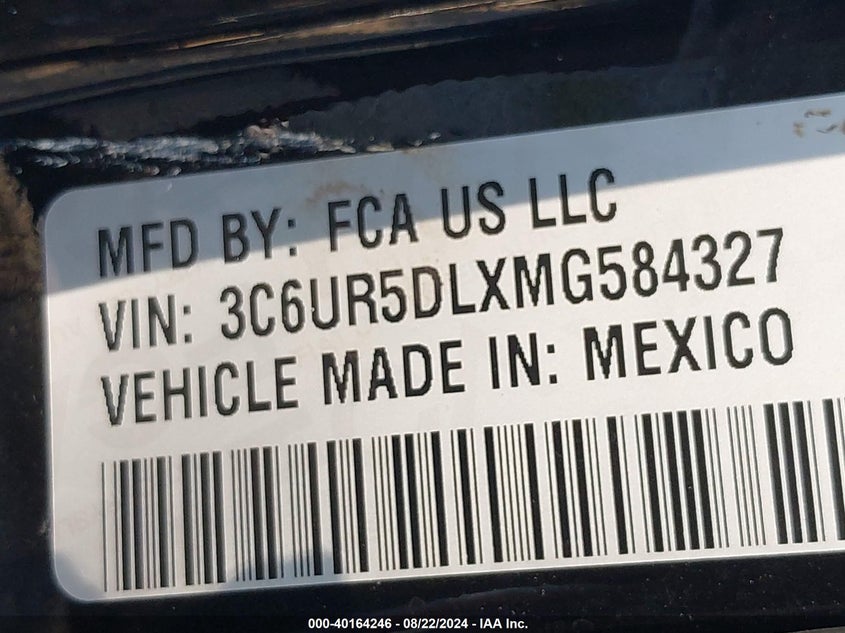 MFD BY: FCA US LLC
VIN: 3C6UR5DLXMG584327
VEHICLE MADE IN: MEXICO
000-40164246 - 08/22/2024 - IAA Inc.